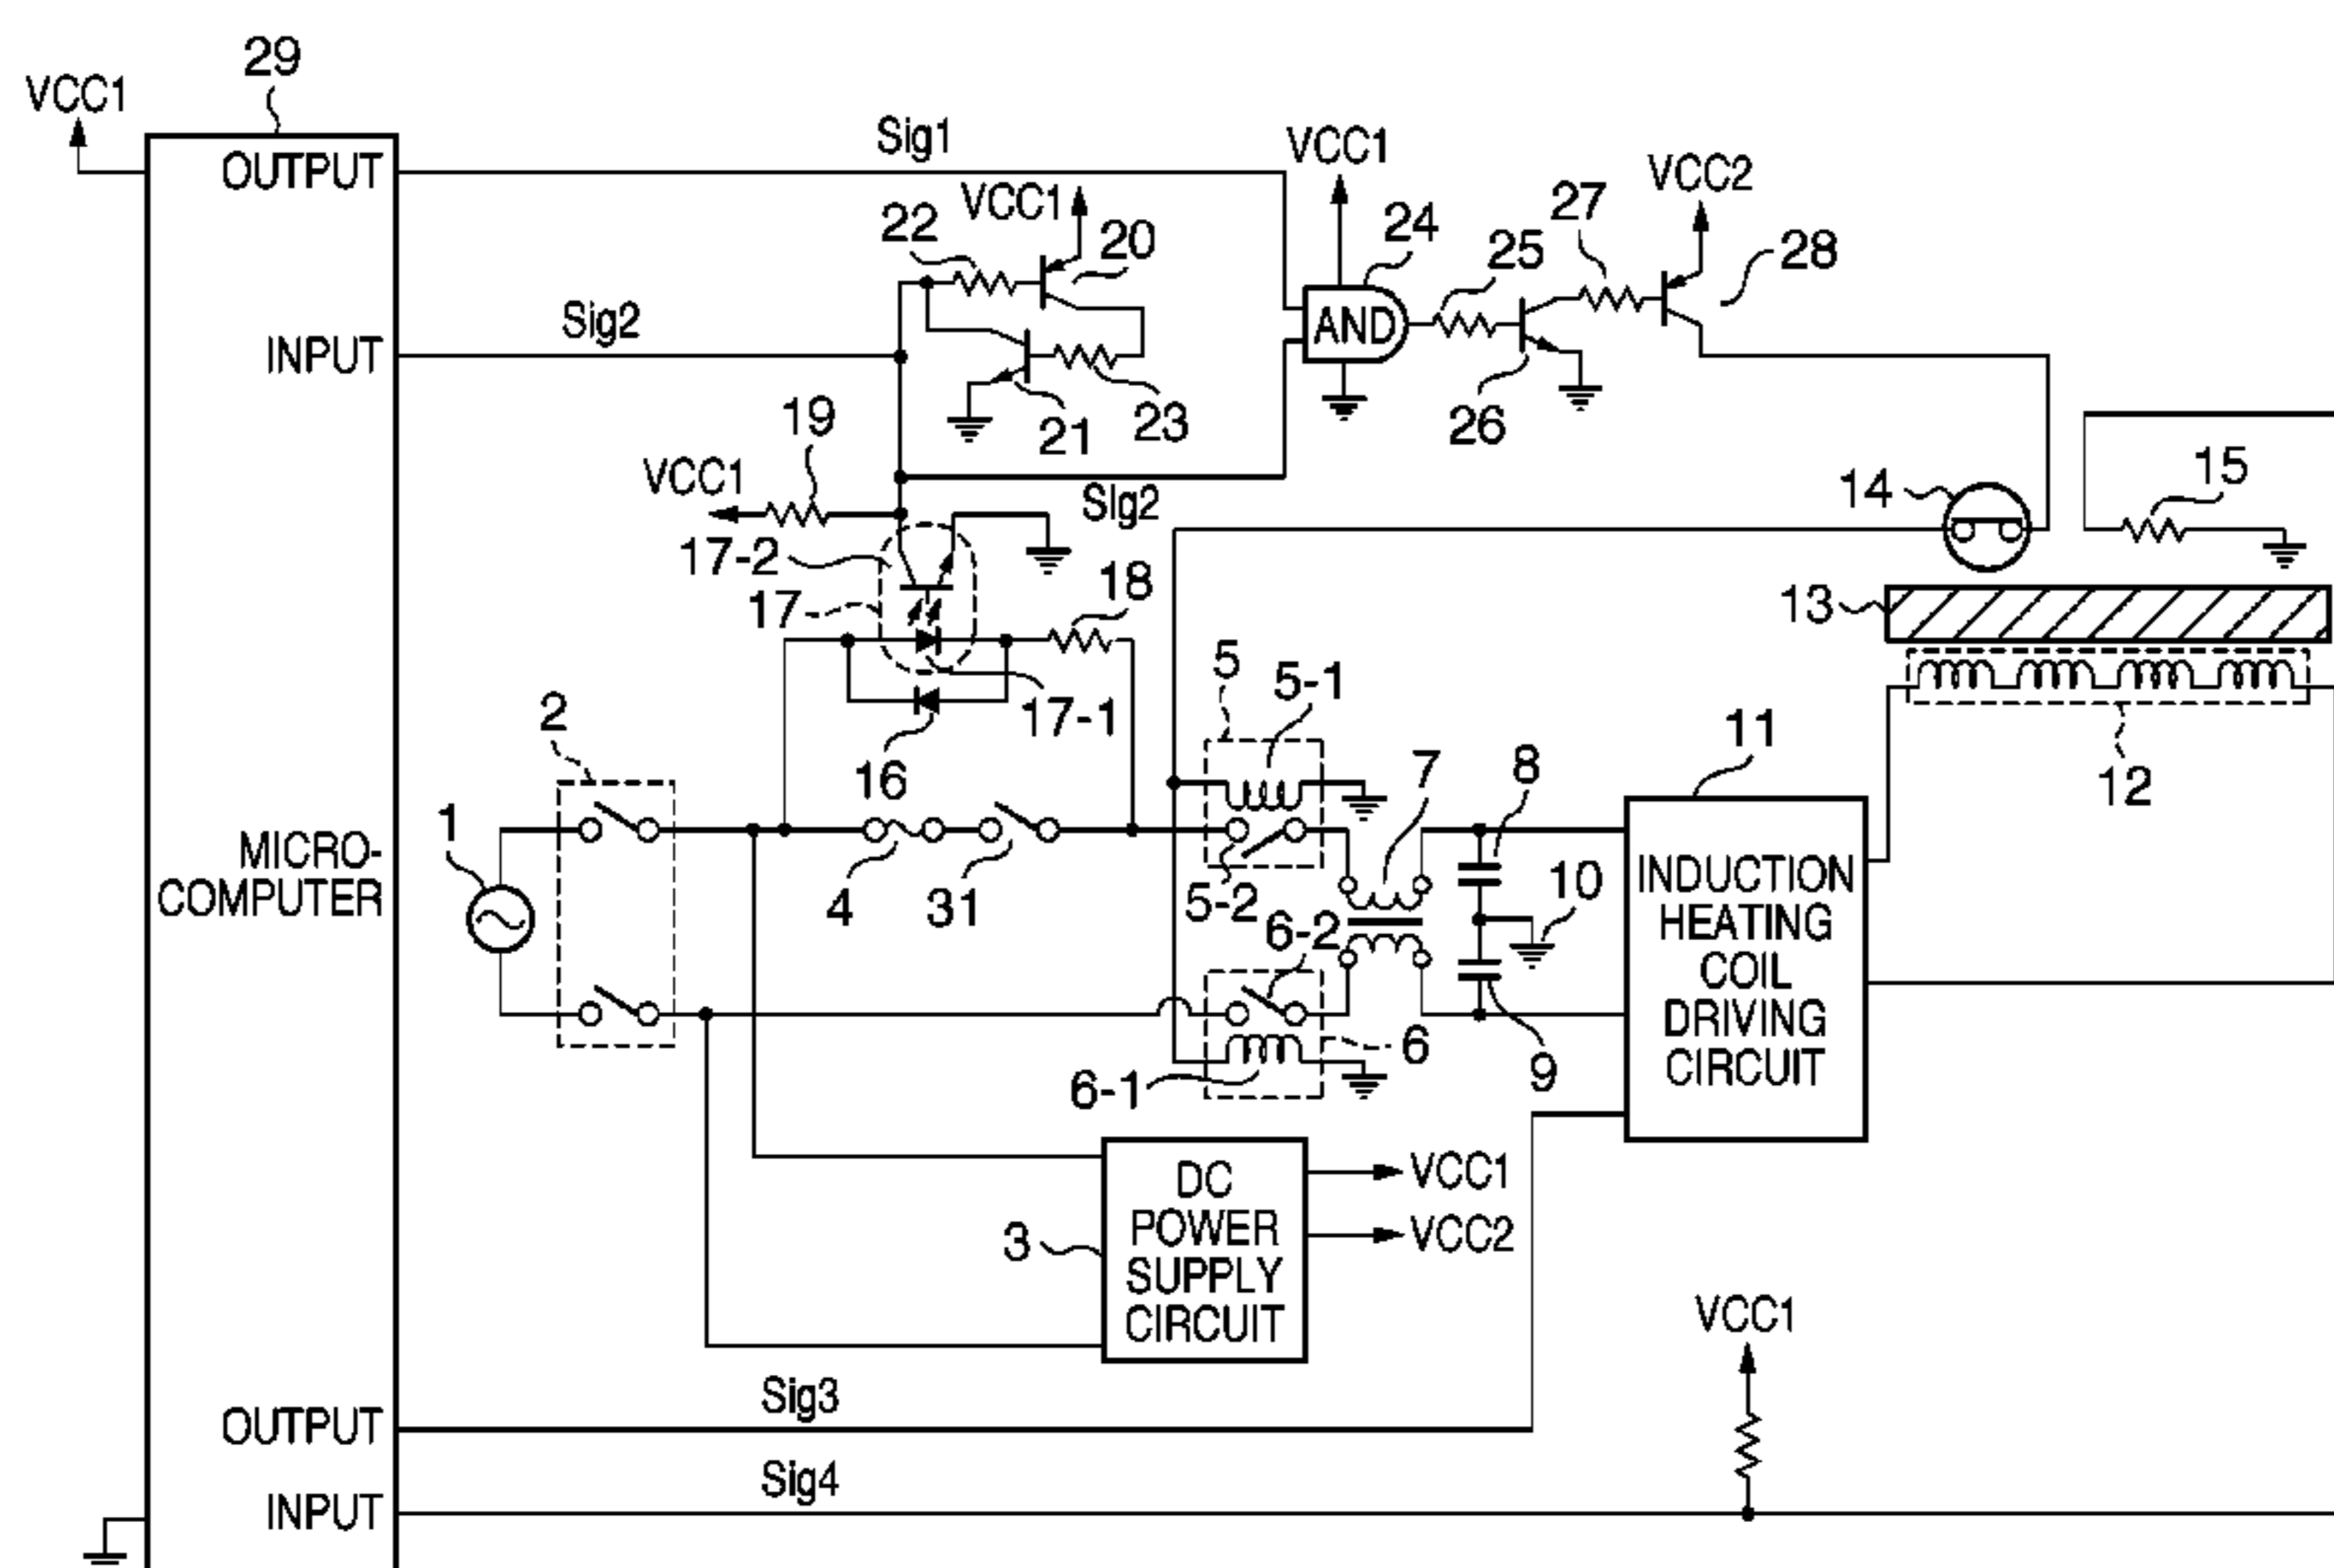 29
VCC1
OUTPUT
Sig1
VCC1
VCC2
22
VCC1
20
24
27
25
28
INPUT
Sig2
AND
21
23
26
19
VCC1
Sig2
14
15
17-2
17
18
13
5
5-1
17-1
2
16
7
8
11
12
1
MICRO-
COMPUTER
4
31
5-2
6-2
10
INDUCTION
HEATING
COIL
DRIVING
CIRCUIT
6-1
6
9
3
DC
POWER
SUPPLY
CIRCUIT
VCC1
VCC2
VCC1
OUTPUT
Sig3
INPUT
Sig4